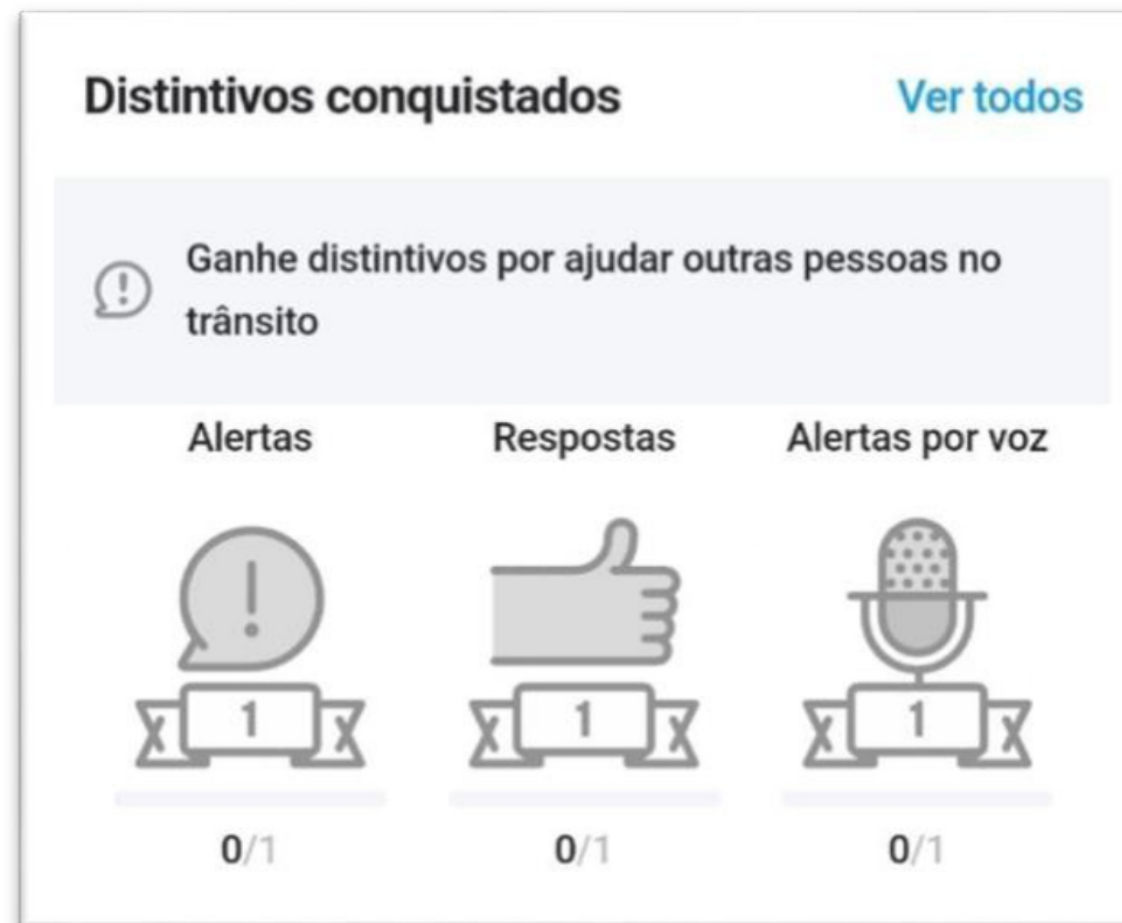 Distintivos conquistados
Ver todos
Ganhe distintivos por ajudar outras pessoas no
trânsito
Alertas
Respostas
Alertas por voz
1
1
1
0/1
0/1
0/1